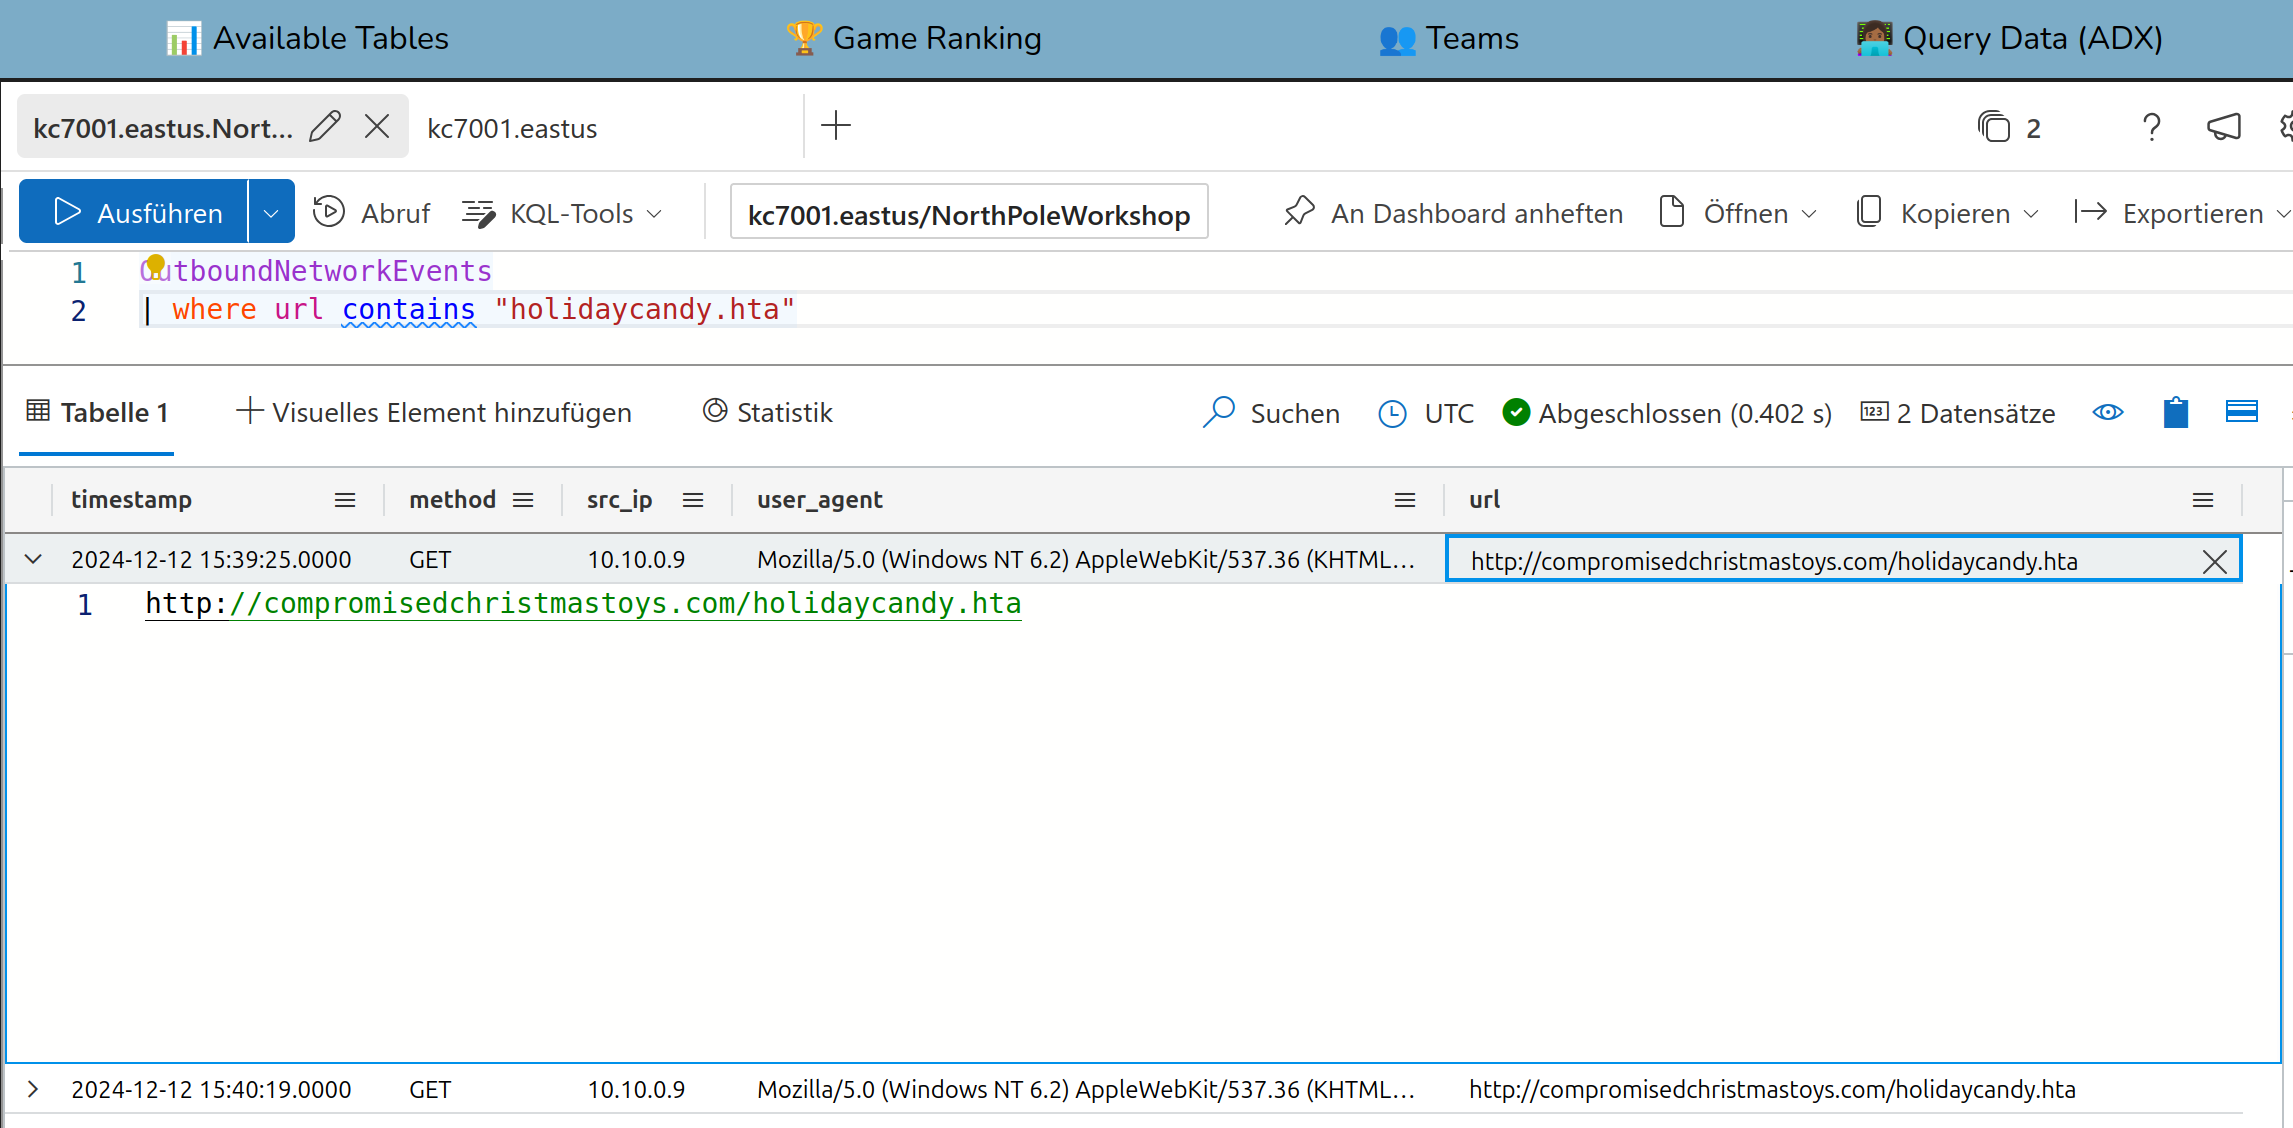 Available Tables
Game Ranking
Teams
Query Data (ADX)
kc7001.eastus.Nort...
kc7001.eastus
2
Ausführen
Abruf
KQL-Tools
kc7001.eastus/NorthPoleWorkshop
An Dashboard anheften
Öffnen
Kopieren
Exportieren
1 OutboundNetworkEvents
2 | where url contains "holidaycandy.hta"
Tabelle 1
Visuelles Element hinzufügen
Statistik
Suchen
UTC
Abgeschlossen (0.402 s)
123 2 Datensätze
timestamp method src_ip user_agent url
2024-12-12 15:39:25.0000 GET 10.10.0.9 Mozilla/5.0 (Windows NT 6.2) AppleWebKit/537.36 (KHTML... http://compromisedchristmastoys.com/holidaycandy.hta
1 http://compromisedchristmastoys.com/holidaycandy.hta
2024-12-12 15:40:19.0000 GET 10.10.0.9 Mozilla/5.0 (Windows NT 6.2) AppleWebKit/537.36 (KHTML... http://compromisedchristmastoys.com/holidaycandy.hta